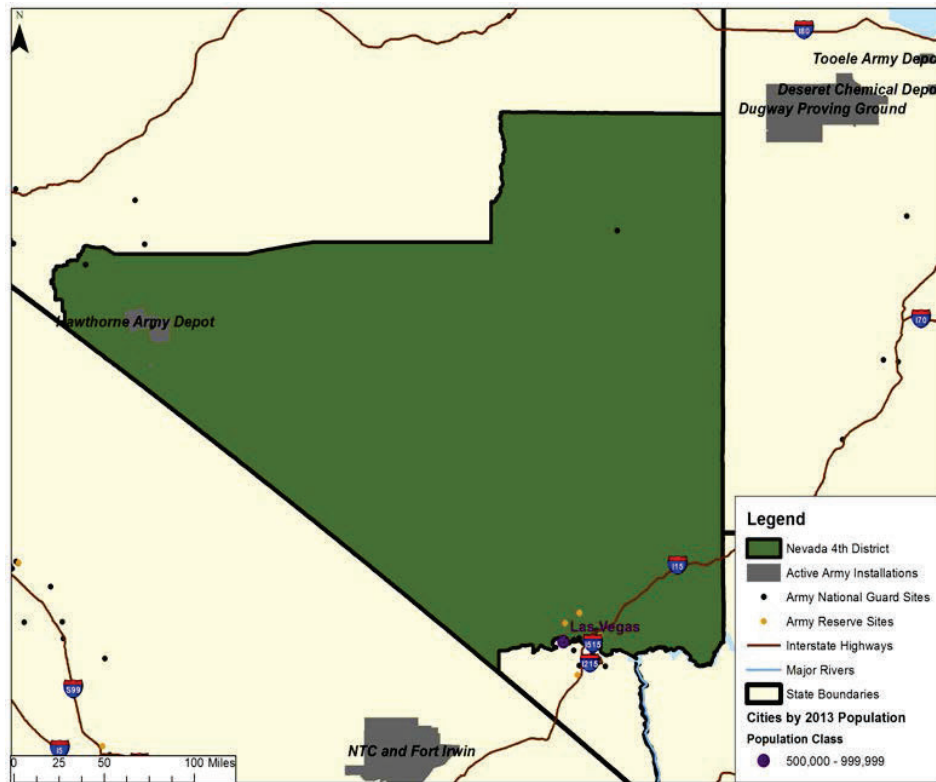 N
I80
Tooele Army Depo
Deseret Chemical Depo
Dugway Proving Ground
Hawthorne Army Depot
I70
I15
Las Vegas
I515
I215
S99
I5
NTC and Fort Irwin
0 25 50 100 Miles
Legend
Nevada 4th District
Active Army Installations
Army National Guard Sites
Army Reserve Sites
Interstate Highways
Major Rivers
State Boundaries
Cities by 2013 Population
Population Class
500,000 - 999,999